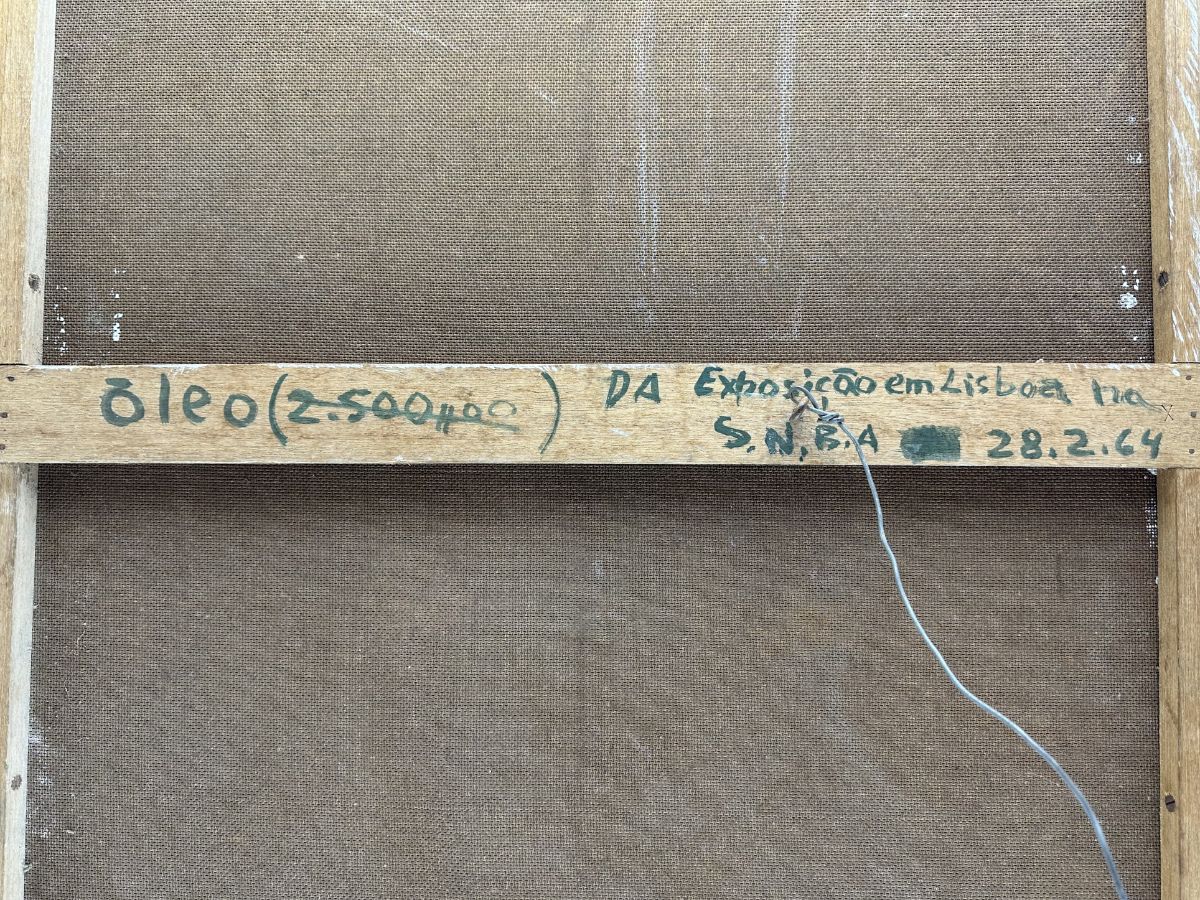 óleo (2.500$00) DA Exposição em Lisboa na
S.N.B.A 28.2.64